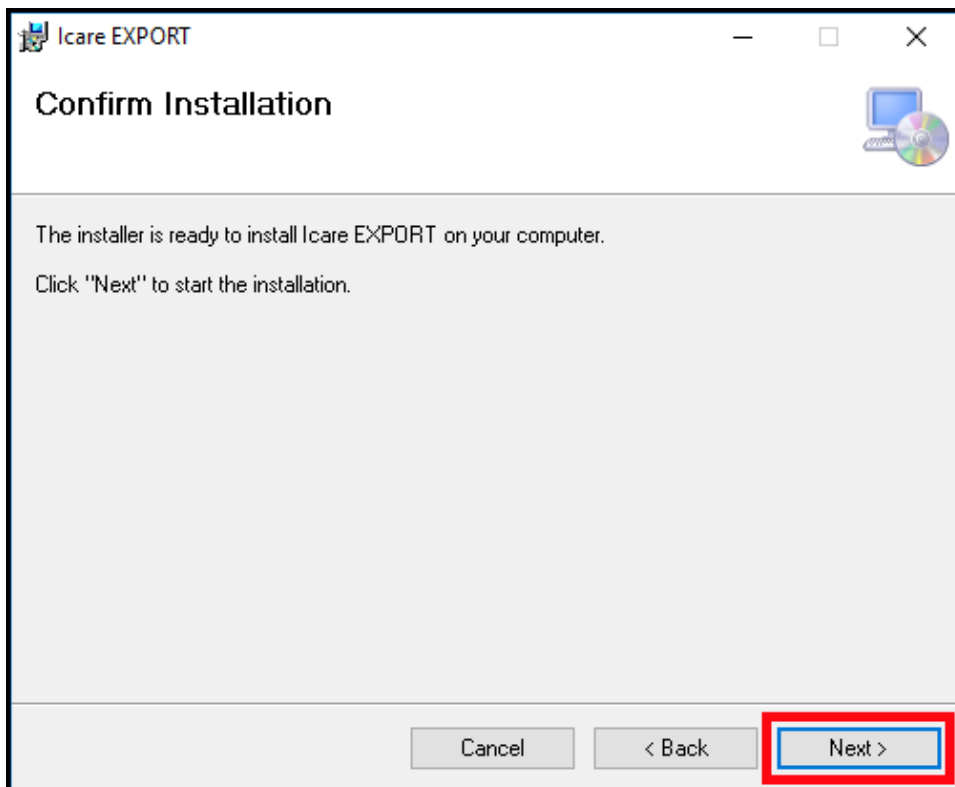 Icare EXPORT
Confirm Installation
The installer is ready to install Icare EXPORT on your computer.
Click "Next" to start the installation.
Cancel
< Back
Next >